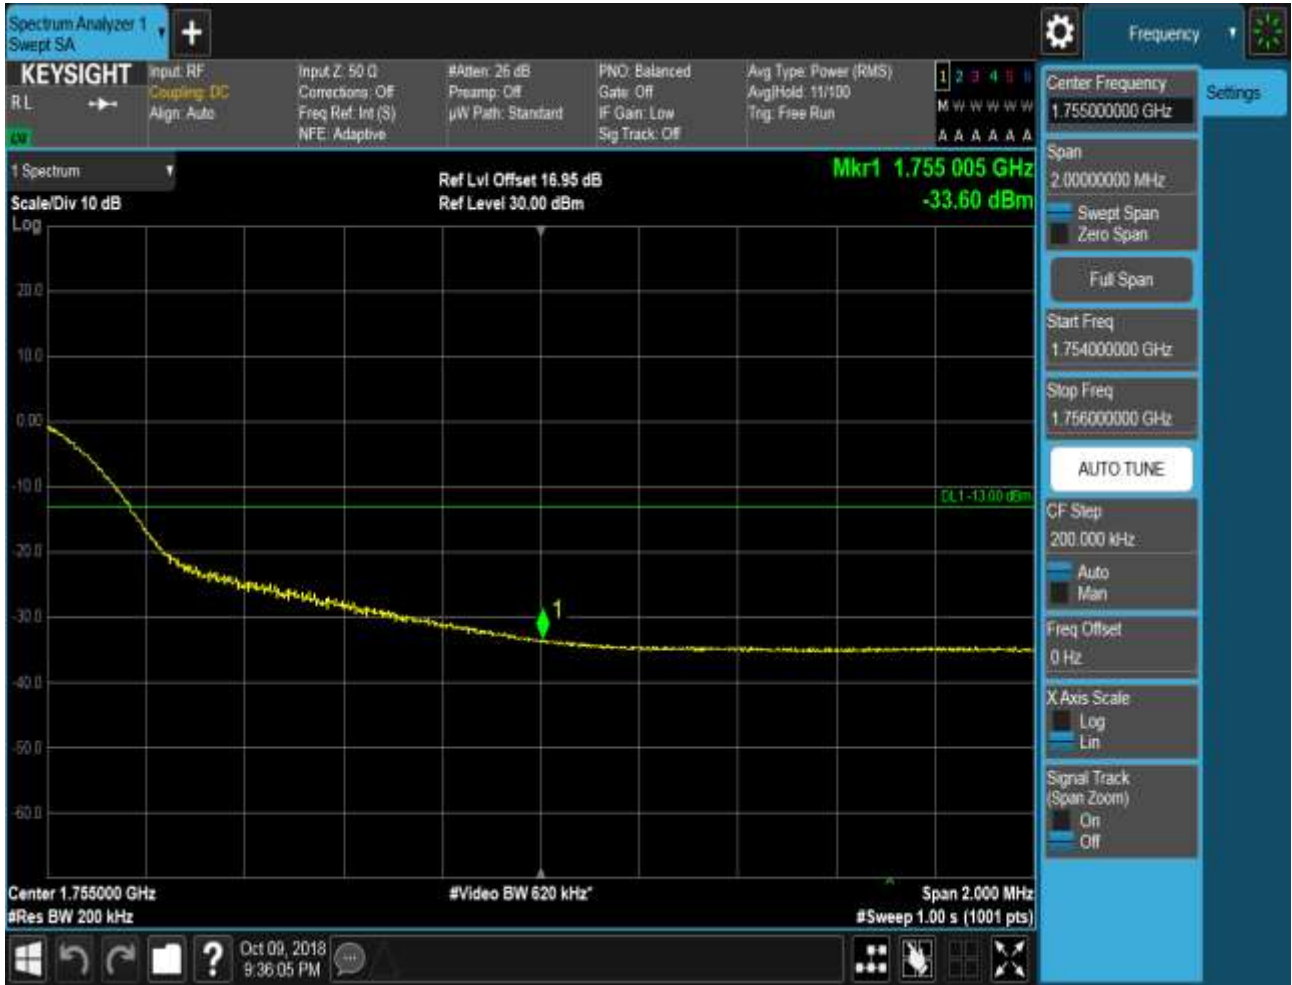 Spectrum Analyzer 1
Swept SA
Frequency
KEYSIGHT
R L
LW
Input: RF
Coupling: DC
Align: Auto
Input Z: 50 Ω
Corrections: Off
Freq Ref: Int (S)
NFE: Adaptive
#Atten: 26 dB
Preamp: Off
µW Path: Standard
PNO: Balanced
Gate: Off
IF Gain: Low
Sig Track: Off
Avg Type: Power (RMS)
Avg|Hold: 11/100
Trig: Free Run
1 2 3 4 5 6
M W W W W W
A A A A A A
Center Frequency
1.755000000 GHz
Settings
1 Spectrum
Scale/Div 10 dB
Log
Ref Lvl Offset 16.95 dB
Ref Level 30.00 dBm
Mkr1 1.755 005 GHz
-33.60 dBm
Span
2.00000000 MHz
Swept Span
Zero Span
Full Span
Start Freq
1.754000000 GHz
Stop Freq
1.756000000 GHz
AUTO TUNE
CF Step
200.000 kHz
Auto
Man
Freq Offset
0 Hz
X Axis Scale
Log
Lin
Signal Track
(Span Zoom)
On
Off
20.0
10.0
0.00
-10.0
DL1 -13.00 dBm
-20.0
-30.0
1
-40.0
-50.0
-60.0
Center 1.755000 GHz
#Video BW 620 kHz*
Span 2.000 MHz
#Res BW 200 kHz
#Sweep 1.00 s (1001 pts)
Oct 09, 2018
9:36:05 PM